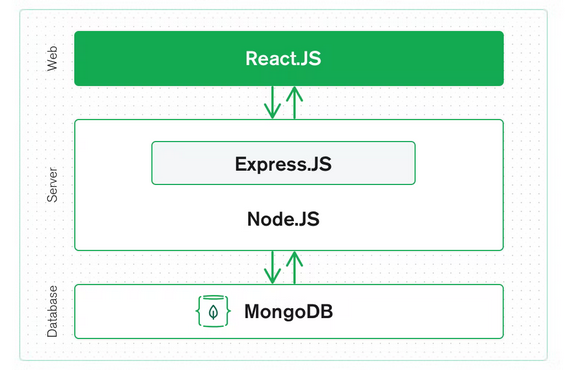 Web
React.JS
Server
Express.JS
Node.JS
Database
MongoDB